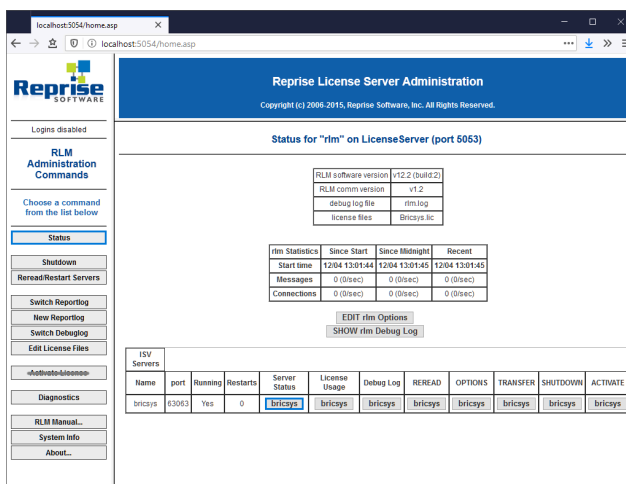 localhost:5054/home.asp
localhost:5054/home.asp
Reprise
SOFTWARE
Reprise License Server Administration
Copyright (c) 2006-2015, Reprise Software, Inc. All Rights Reserved.
Logins disabled
RLM
Administration
Commands
Choose a command
from the list below
Status
Shutdown
Reread/Restart Servers
Switch Reportlog
New Reportlog
Switch Debuglog
Edit License Files
Activate License
Diagnostics
RLM Manual...
System Info
About...
Status for "rlm" on LicenseServer (port 5053)
RLM software version v12.2 (build:2)
RLM comm version v1.2
debug log file rlm.log
license files Bricsys.lic
rlm Statistics Since Start Since Midnight Recent
Start time 12/04 13:01:44 12/04 13:01:45 12/04 13:01:45
Messages 0 (0/sec) 0 (0/sec) 0 (0/sec)
Connections 0 (0/sec) 0 (0/sec) 0 (0/sec)
EDIT rlm Options
SHOW rlm Debug Log
ISV
Servers
Name port Running Restarts Server Status License Usage Debug Log REREAD OPTIONS TRANSFER SHUTDOWN ACTIVATE
bricsys 63063 Yes 0 bricsys bricsys bricsys bricsys bricsys bricsys bricsys bricsys